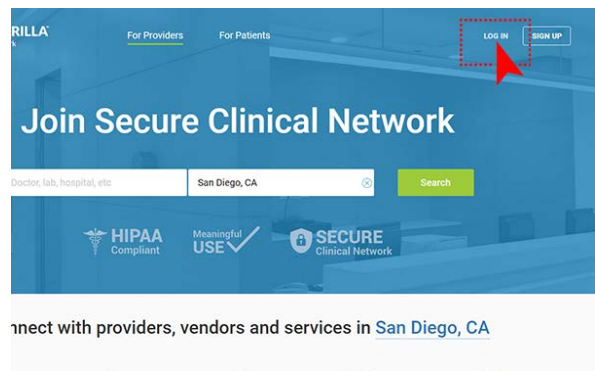 RILLA
For Providers
For Patients
LOG IN
SIGN UP
Join Secure Clinical Network
Doctor, lab, hospital, etc
San Diego, CA
Search
HIPAA
Compliant
Meaningful
USE
SECURE
Clinical Network
nnect with providers, vendors and services in San Diego, CA